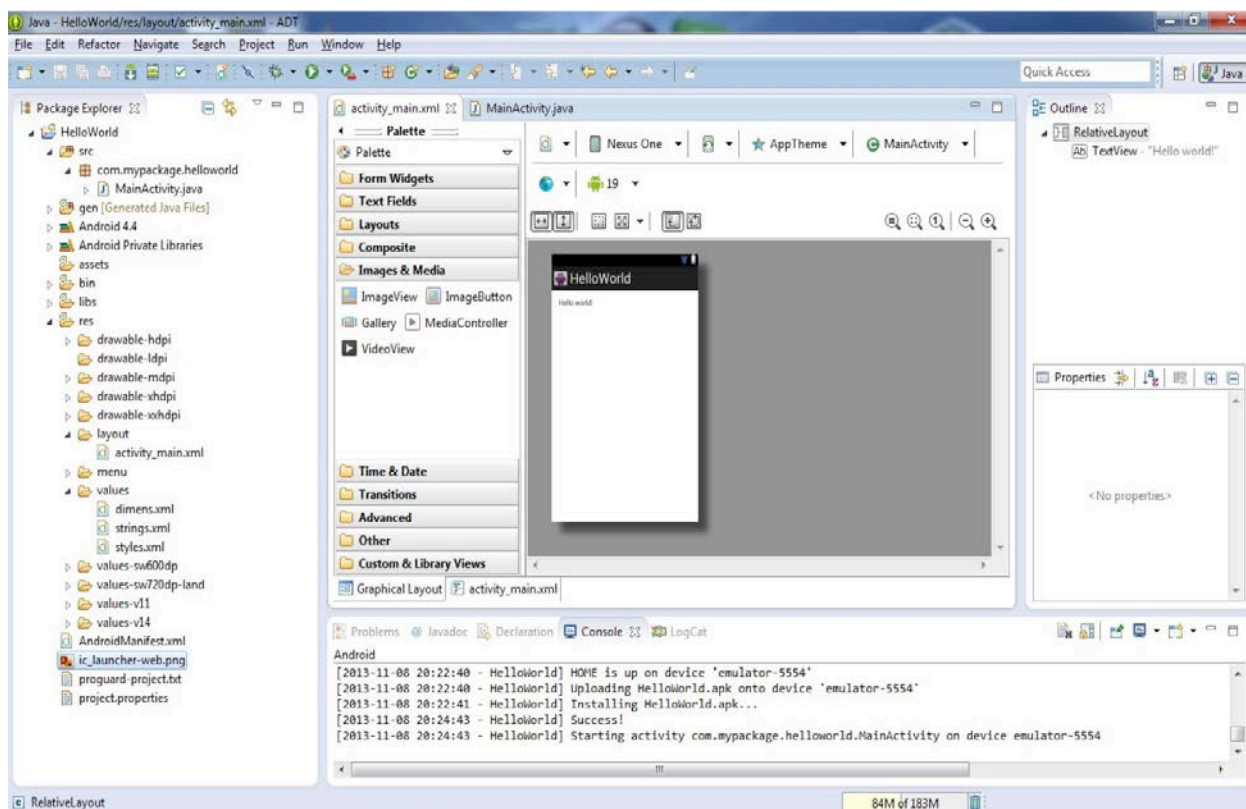 Java - HelloWorld/res/layout/activity_main.xml - ADT
File Edit Refactor Navigate Search Project Run Window Help
Quick Access
Java
Package Explorer
HelloWorld
src
com.mypackage.helloworld
MainActivity.java
gen [Generated Java Files]
Android 4.4
Android Private Libraries
assets
bin
libs
res
drawable-hdpi
drawable-ldpi
drawable-mdpi
drawable-xhdpi
drawable-xxhdpi
layout
activity_main.xml
menu
values
dimens.xml
strings.xml
styles.xml
values-sw600dp
values-sw720dp-land
values-v11
values-v14
AndroidManifest.xml
ic_launcher-web.png
proguard-project.txt
project.properties
activity_main.xml MainActivity.java
Palette
Palette
Form Widgets
Text Fields
Layouts
Composite
Images & Media
ImageView ImageButton
Gallery MediaController
VideoView
Time & Date
Transitions
Advanced
Other
Custom & Library Views
Graphical Layout activity_main.xml
Nexus One AppTheme MainActivity
19
HelloWorld
Hello world!
Outline
RelativeLayout
Ab TextView - "Hello world!"
Properties
<No properties>
Problems @ Javadoc Declaration Console LogCat
Android
[2013-11-08 20:22:40 - HelloWorld] HOME is up on device 'emulator-5554'
[2013-11-08 20:22:40 - HelloWorld] Uploading HelloWorld.apk onto device 'emulator-5554'
[2013-11-08 20:22:41 - HelloWorld] Installing HelloWorld.apk...
[2013-11-08 20:24:43 - HelloWorld] Success!
[2013-11-08 20:24:43 - HelloWorld] Starting activity com.mypackage.helloworld.MainActivity on device emulator-5554
RelativeLayout
84M of 183M